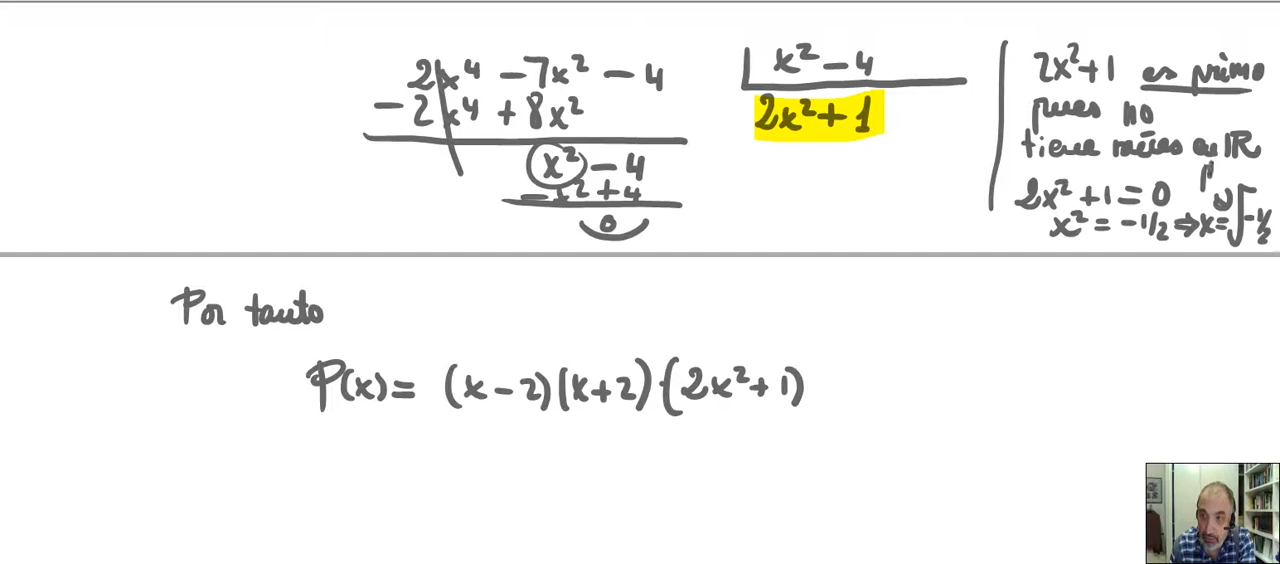 2x⁴ - 7x² - 4
x² - 4
- 2x⁴ + 8x²
2x² + 1
x² - 4
- x² + 4
0
2x²+1 es primo
pues no
tiene raíces en IR
2x²+1=0
x² = -1/2 ⇒ x = √-1/2
Por tanto
P(x) = (x-2)(x+2)·(2x²+1)